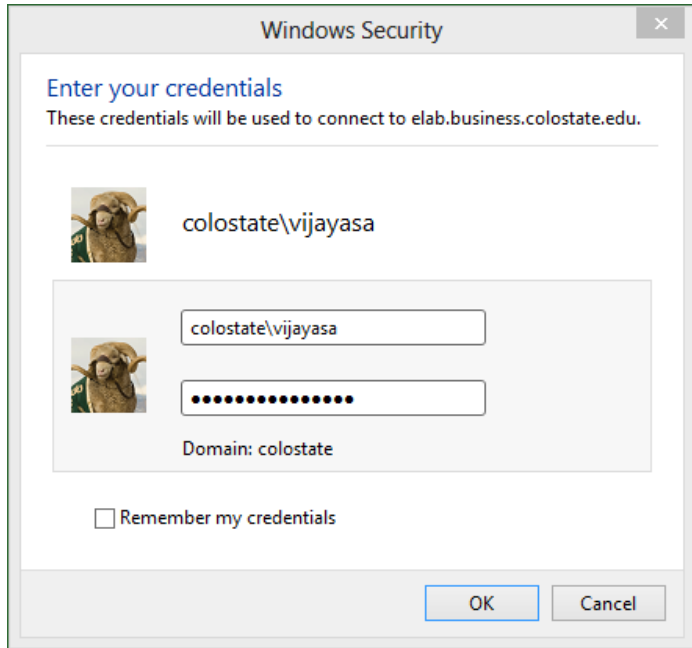 Windows Security
Enter your credentials
These credentials will be used to connect to elab.business.colostate.edu.
colostate\vijayasa
colostate\vijayasa
●●●●●●●●●●●●●●●
Domain: colostate
Remember my credentials
OK Cancel